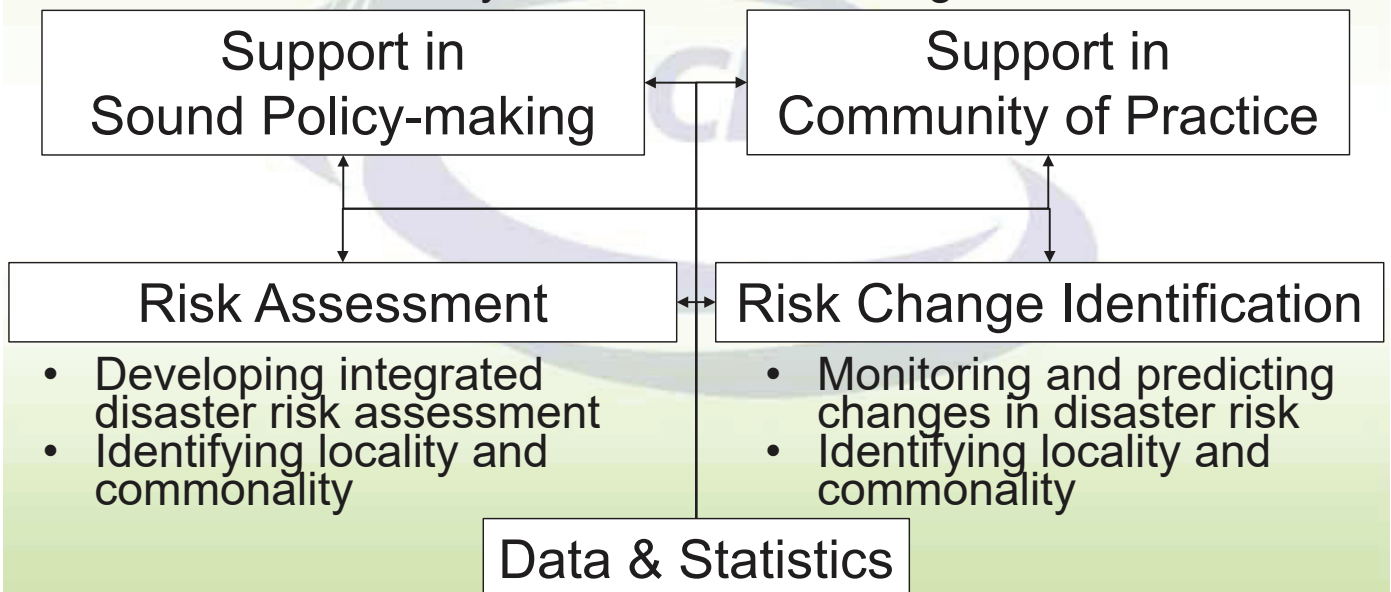 Support in
Sound Policy-making
Support in
Community of Practice
Risk Assessment
Risk Change Identification
• Developing integrated
disaster risk assessment
• Identifying locality and
commonality
• Monitoring and predicting
changes in disaster risk
• Identifying locality and
commonality
Data & Statistics